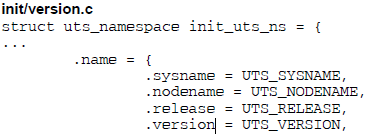 init/version.c
struct uts_namespace init_uts_ns = {
...
.name = {
.sysname = UTS_SYSNAME,
.nodename = UTS_NODENAME,
.release = UTS_RELEASE,
.version = UTS_VERSION,